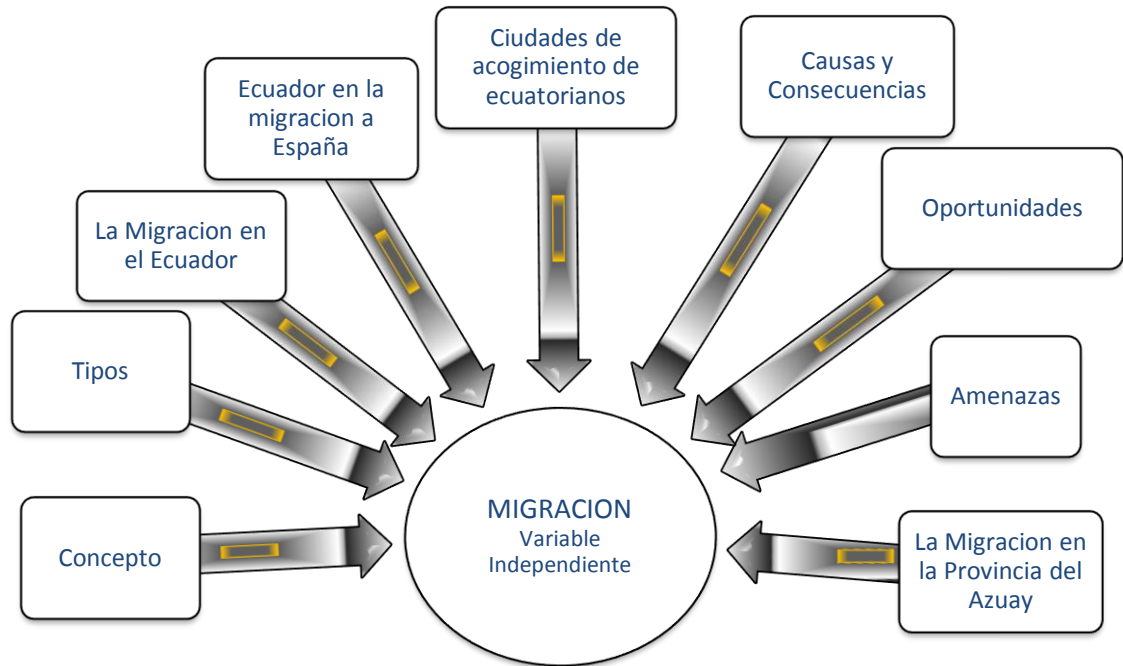 Ciudades de
acogimiento de
ecuatorianos
Causas y
Consecuencias
Ecuador en la
migracion a
España
Oportunidades
La Migracion en
el Ecuador
Tipos
Amenazas
MIGRACION
Variable
Independiente
Concepto
La Migracion en
la Provincia del
Azuay